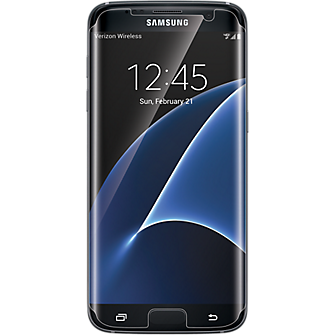 SAMSUNG
Verizon Wireless
12:45
Sun, February 21